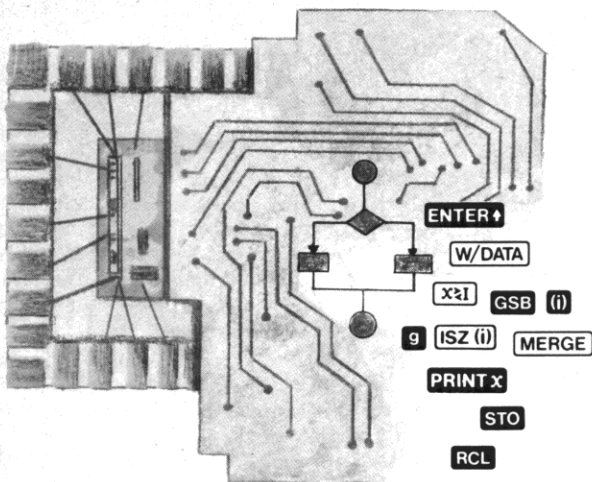 ENTER↑
W/DATA
x≷I
GSB (i)
g ISZ (i) MERGE
PRINT x
STO
RCL